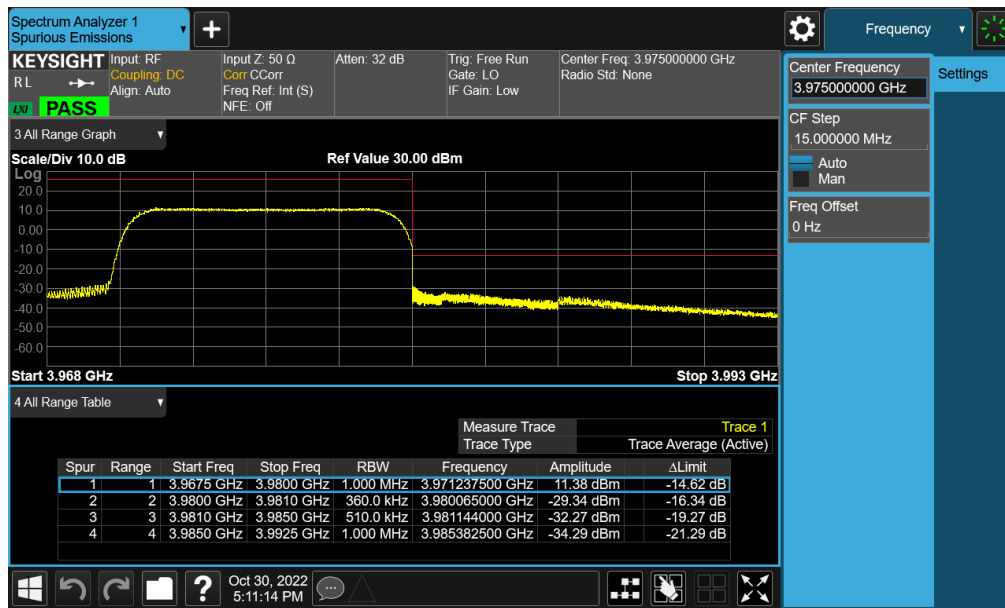 Spectrum Analyzer 1
Spurious Emissions
Frequency
KEYSIGHT
R L
LXI
PASS
Input: RF
Coupling: DC
Align: Auto
Input Z: 50 Ω
Corr CCorr
Freq Ref: Int (S)
NFE: Off
Atten: 32 dB
Trig: Free Run
Gate: LO
IF Gain: Low
Center Freq: 3.975000000 GHz
Radio Std: None
Center Frequency
3.975000000 GHz
Settings
CF Step
15.000000 MHz
Auto
Man
Freq Offset
0 Hz
3 All Range Graph
Scale/Div 10.0 dB
Ref Value 30.00 dBm
Log
20.0
10.0
0.00
-10.0
-20.0
-30.0
-40.0
-50.0
-60.0
Start 3.968 GHz
Stop 3.993 GHz
4 All Range Table
Measure Trace Trace 1
Trace Type Trace Average (Active)
Spur Range Start Freq Stop Freq RBW Frequency Amplitude ΔLimit
1 1 3.9675 GHz 3.9800 GHz 1.000 MHz 3.971237500 GHz 11.38 dBm -14.62 dB
2 2 3.9800 GHz 3.9810 GHz 360.0 kHz 3.980065000 GHz -29.34 dBm -16.34 dB
3 3 3.9810 GHz 3.9850 GHz 510.0 kHz 3.981144000 GHz -32.27 dBm -19.27 dB
4 4 3.9850 GHz 3.9925 GHz 1.000 MHz 3.985382500 GHz -34.29 dBm -21.29 dB
?
Oct 30, 2022
5:11:14 PM